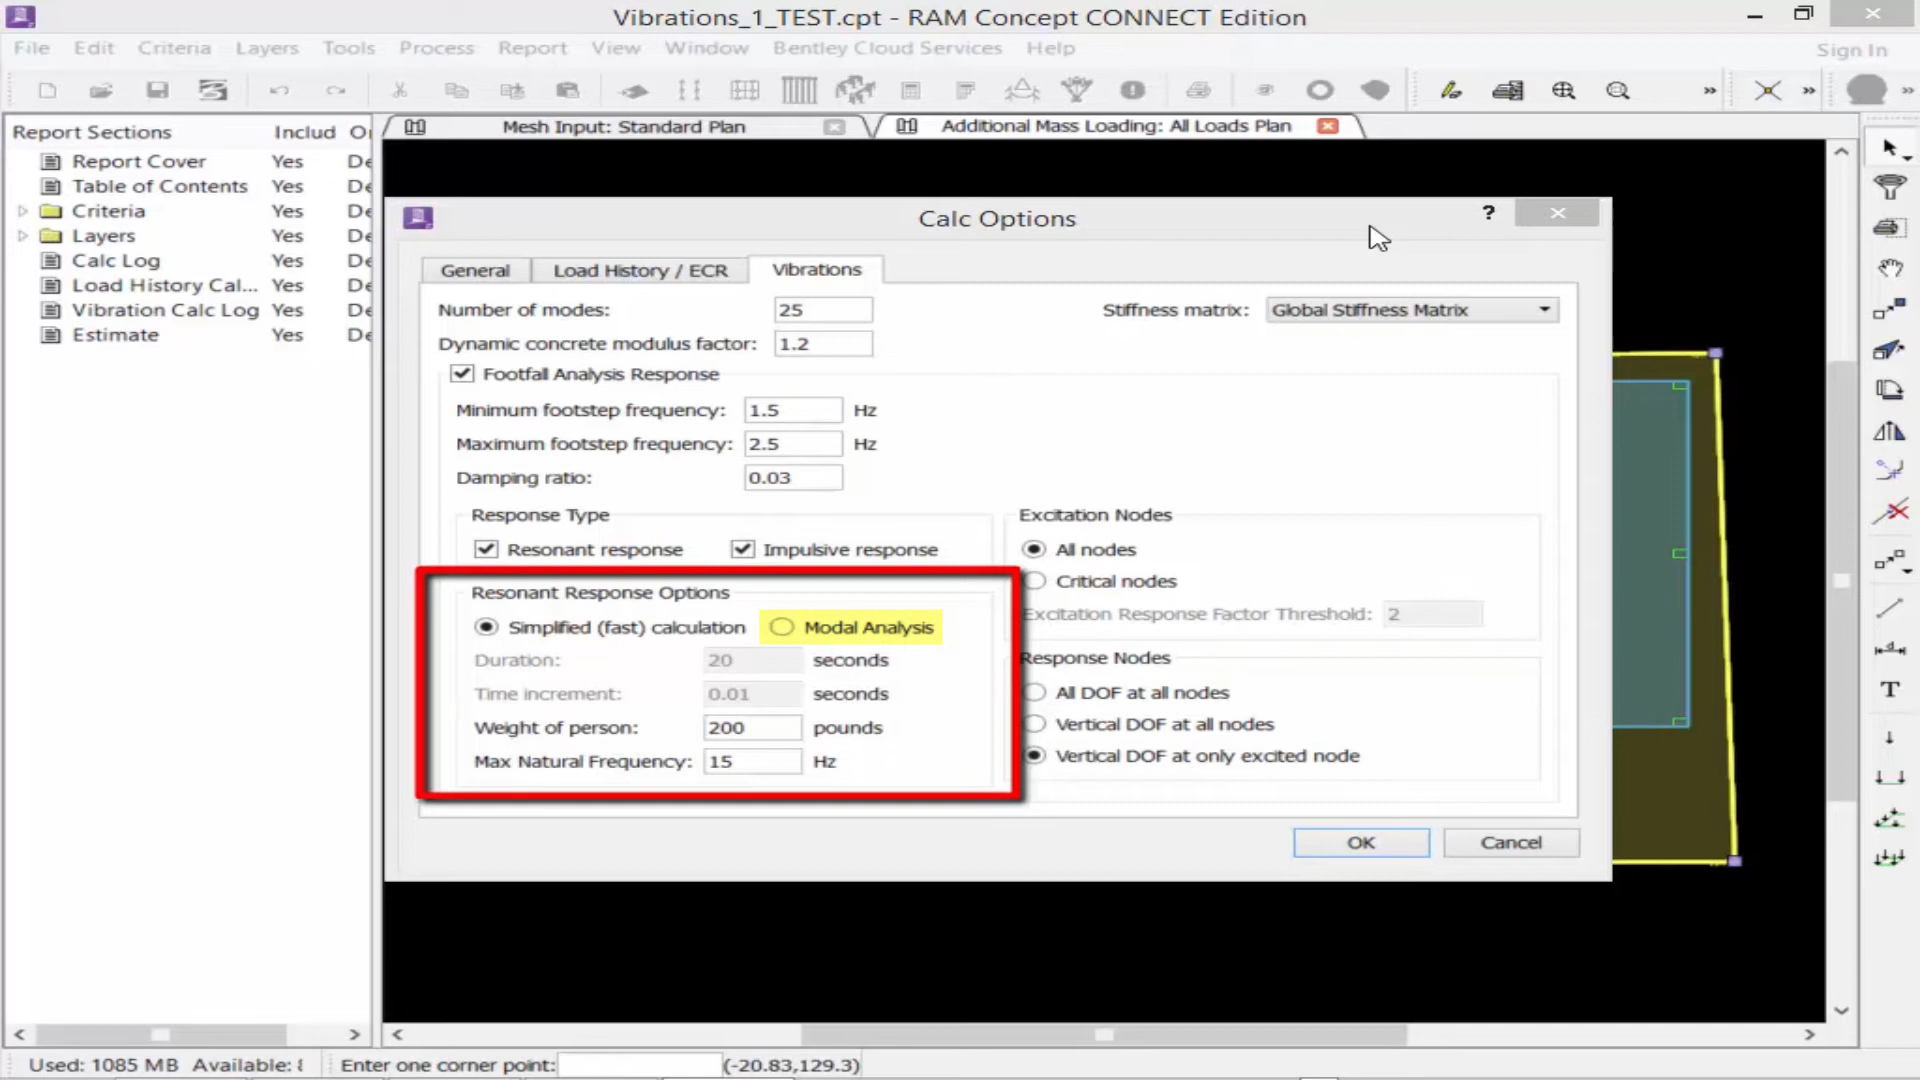 Vibrations_1_TEST.cpt - RAM Concept CONNECT Edition
File Edit Criteria Layers Tools Process Report View Window Bentley Cloud Services Help Sign In
Report Sections Includ
Mesh Input: Standard Plan
Additional Mass Loading: All Loads Plan
Report Cover Yes De
Table of Contents Yes De
Criteria Yes De
Layers Yes De
Calc Log Yes De
Load History Cal... Yes De
Vibration Calc Log Yes De
Estimate Yes De
Calc Options
?
General Load History / ECR Vibrations
Number of modes: 25
Stiffness matrix: Global Stiffness Matrix
Dynamic concrete modulus factor: 1.2
Footfall Analysis Response
Minimum footstep frequency: 1.5 Hz
Maximum footstep frequency: 2.5 Hz
Damping ratio: 0.03
Response Type
Resonant response Impulsive response
Excitation Nodes
All nodes
Critical nodes
Excitation Response Factor Threshold: 2
Resonant Response Options
Simplified (fast) calculation Modal Analysis
Duration: 20 seconds
Time increment: 0.01 seconds
Weight of person: 200 pounds
Max Natural Frequency: 15 Hz
Response Nodes
All DOF at all nodes
Vertical DOF at all nodes
Vertical DOF at only excited node
OK Cancel
T
Used: 1085 MB Available:
Enter one corner point: (-20.83,129.3)